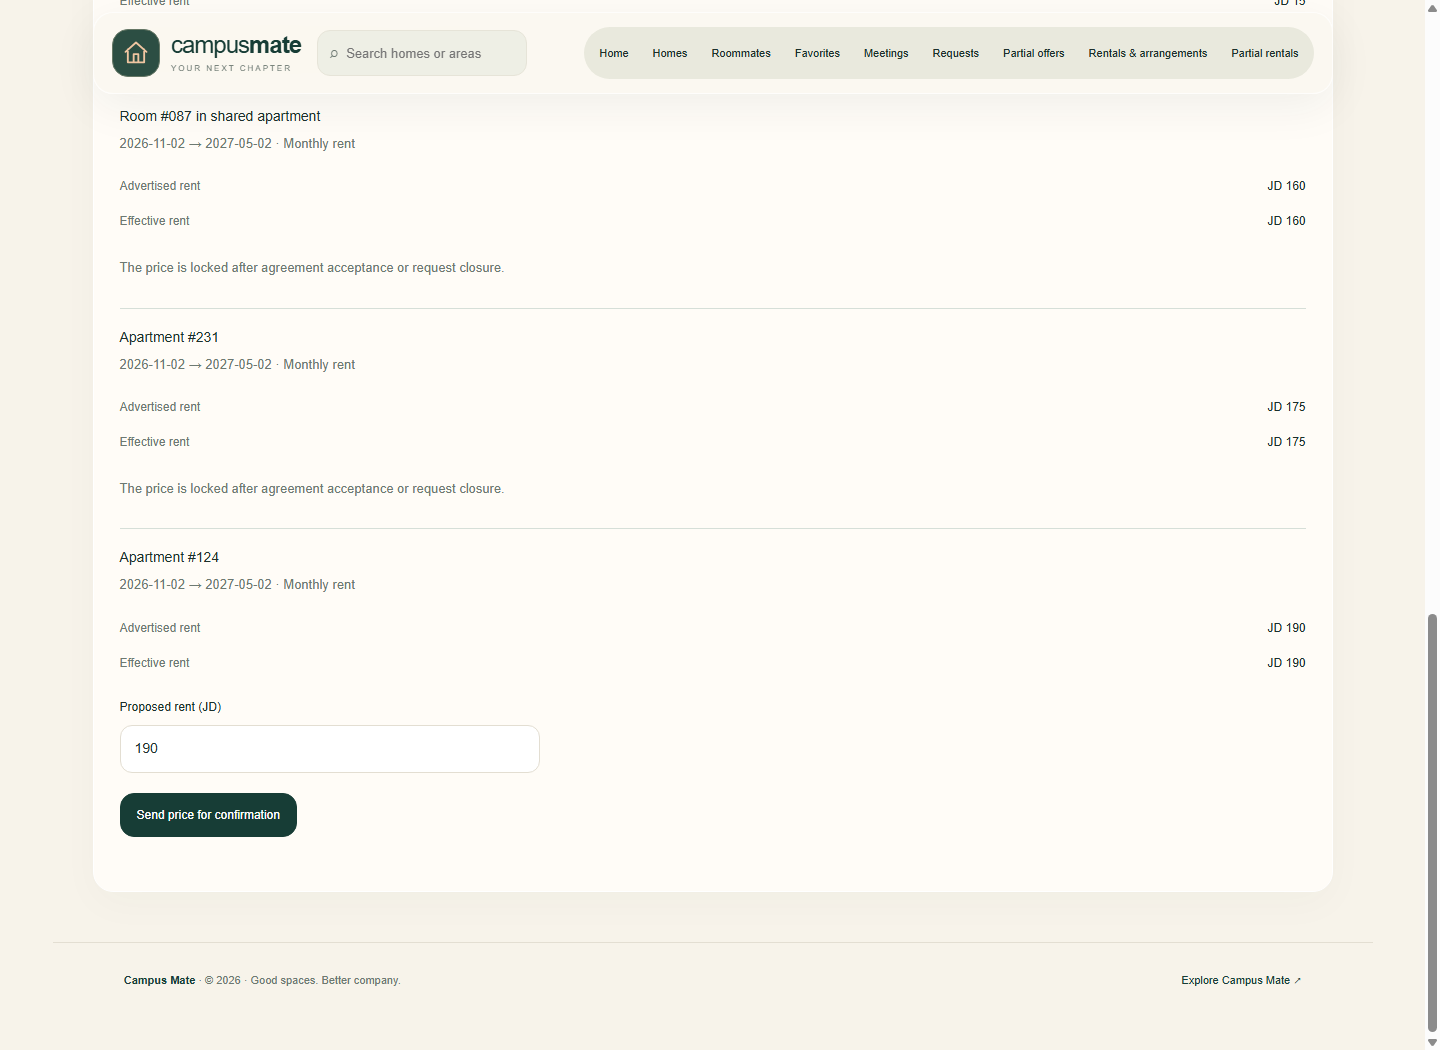 Effective rent JD 15
campusmate
YOUR NEXT CHAPTER
Search homes or areas
Home Homes Roommates Favorites Meetings Requests Partial offers Rentals & arrangements Partial rentals
Room #087 in shared apartment
2026-11-02 → 2027-05-02 · Monthly rent
Advertised rent JD 160
Effective rent JD 160
The price is locked after agreement acceptance or request closure.
Apartment #231
2026-11-02 → 2027-05-02 · Monthly rent
Advertised rent JD 175
Effective rent JD 175
The price is locked after agreement acceptance or request closure.
Apartment #124
2026-11-02 → 2027-05-02 · Monthly rent
Advertised rent JD 190
Effective rent JD 190
Proposed rent (JD)
190
Send price for confirmation
Campus Mate · © 2026 · Good spaces. Better company.
Explore Campus Mate ↗